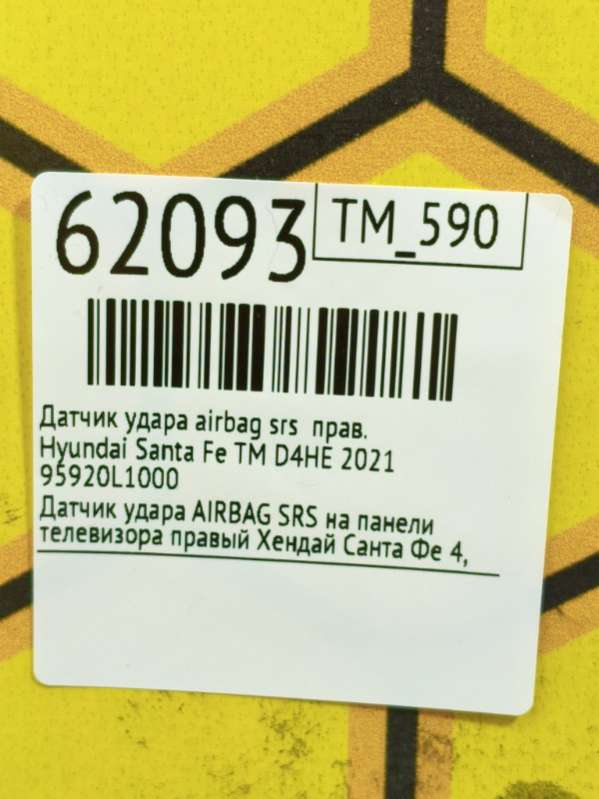 62093
TM_590
Датчик удара airbag srs прав.
Hyundai Santa Fe TM D4HE 2021
95920L1000
Датчик удара AIRBAG SRS на панели
телевизора правый Хендай Санта Фе 4,